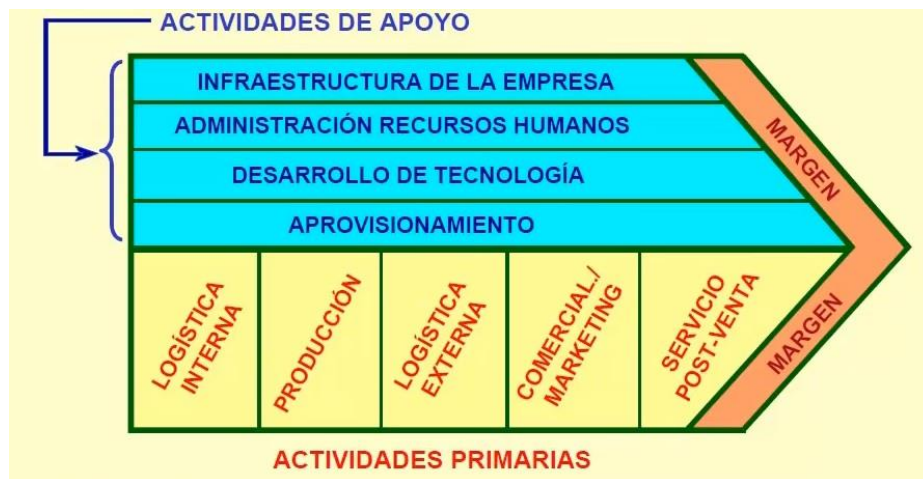 ACTIVIDADES DE APOYO
INFRAESTRUCTURA DE LA EMPRESA
ADMINISTRACIÓN RECURSOS HUMANOS
DESARROLLO DE TECNOLOGÍA
APROVISIONAMIENTO
MARGEN
LOGÍSTICA
INTERNA
PRODUCCIÓN
LOGÍSTICA
EXTERNA
COMERCIAL./
MARKETING
SERVICIO
POST-VENTA
MARGEN
ACTIVIDADES PRIMARIAS